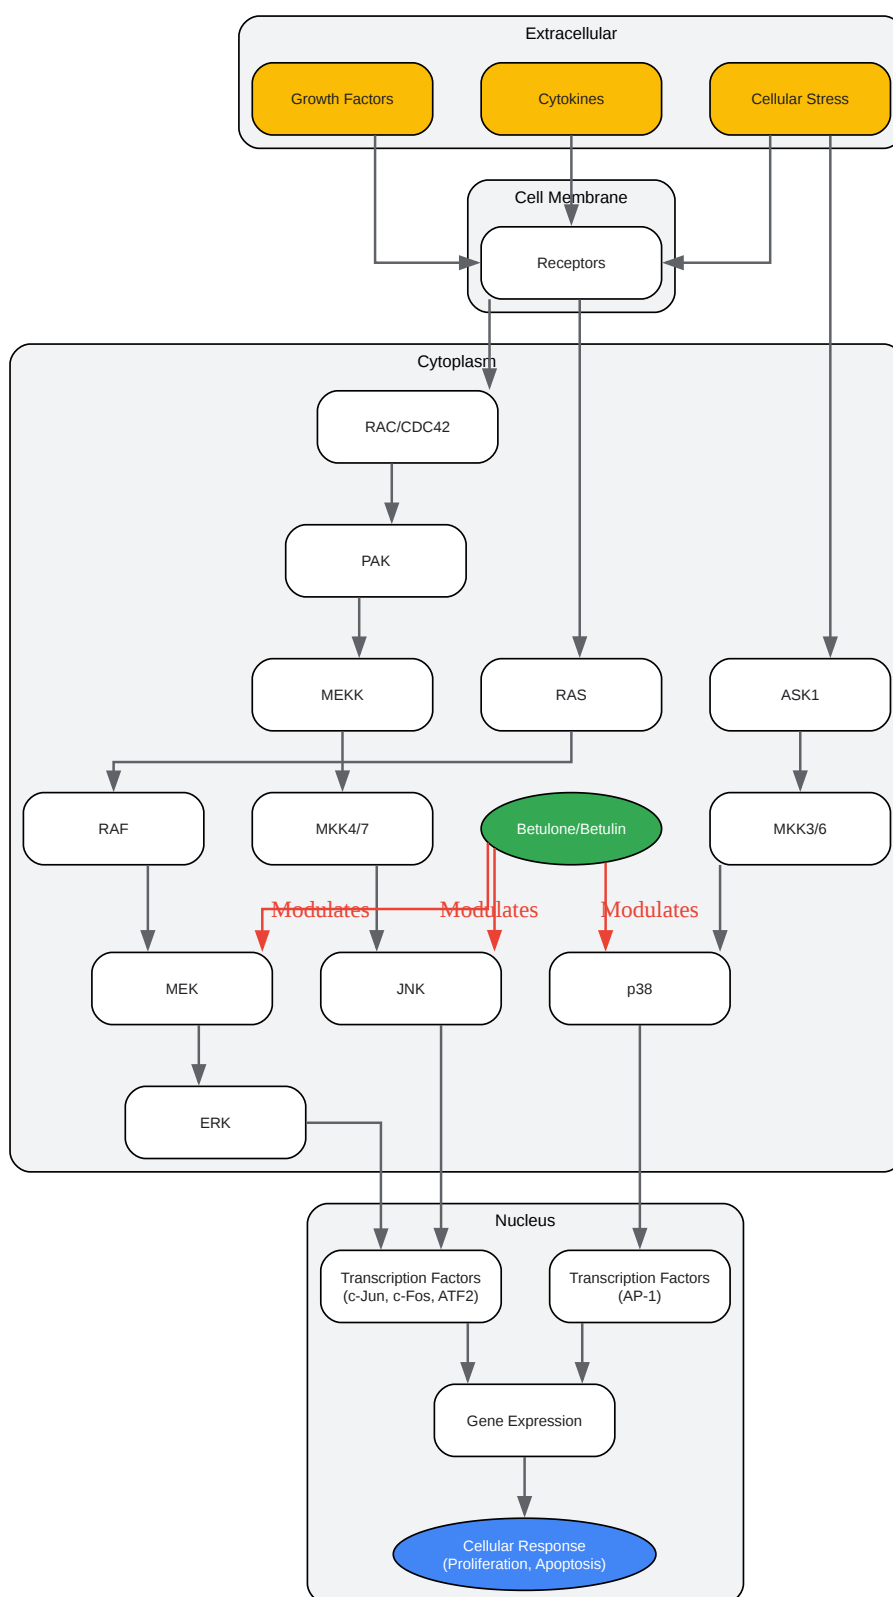 Extracellular
Growth Factors
Cytokines
Cellular Stress
Cell Membrane
Receptors
Cytoplasm
RAC/CDC42
PAK
MEKK
RAS
ASK1
RAF
MKK4/7
Betulone/Betulin
MKK3/6
Modulates
Modulates
Modulates
MEK
JNK
p38
ERK
Nucleus
Transcription Factors
(c-Jun, c-Fos, ATF2)
Transcription Factors
(AP-1)
Gene Expression
Cellular Response
(Proliferation, Apoptosis)